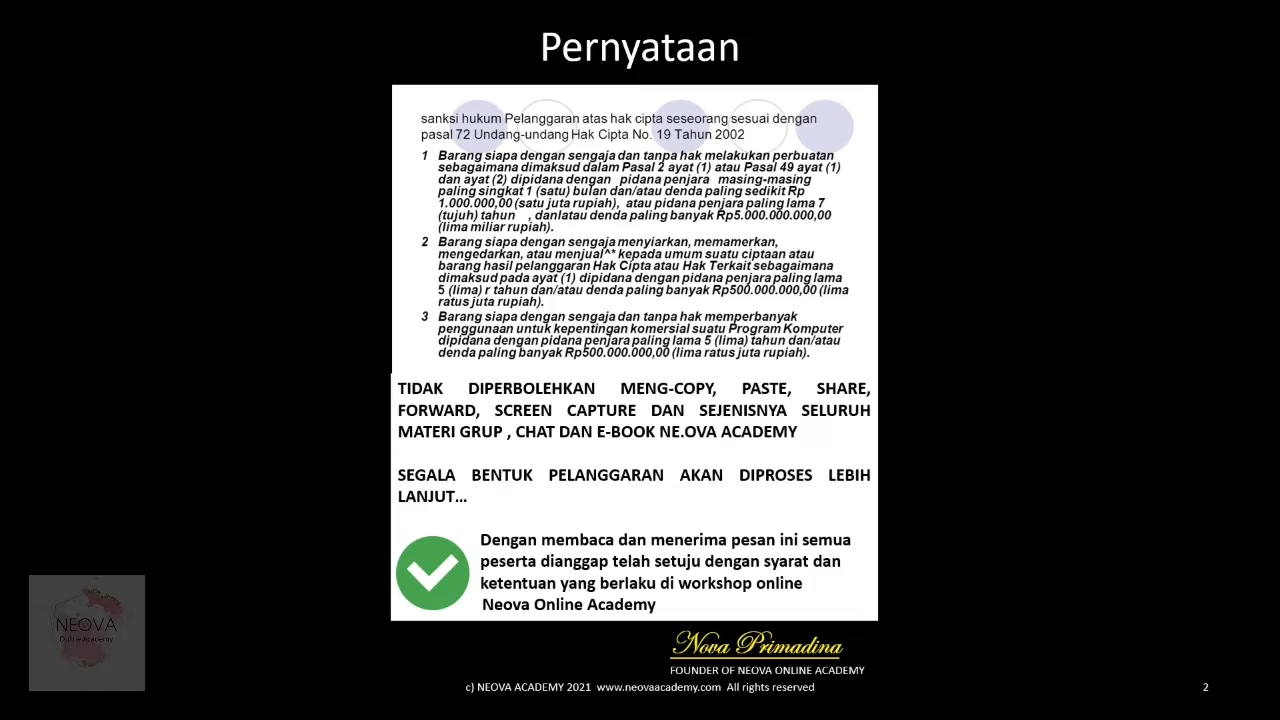 Pernyataan
sanksi hukum Pelanggaran atas hak cipta seseorang sesuai dengan
pasal 72 Undang-undang Hak Cipta No. 19 Tahun 2002
1 Barang siapa dengan sengaja dan tanpa hak melakukan perbuatan
sebagaimana dimaksud dalam Pasal 2 ayat (1) atau Pasal 49 ayat (1)
dan ayat (2) dipidana dengan pidana penjara masing-masing
paling singkat 1 (satu) bulan dan/atau denda paling sedikit Rp
1.000.000,00 (satu juta rupiah), atau pidana penjara paling lama 7
(tujuh) tahun , danlatau denda paling banyak Rp5.000.000.000,00
(lima miliar rupiah).
2 Barang siapa dengan sengaja menyiarkan, memamerkan,
mengedarkan, atau menjual^* kepada umum suatu ciptaan atau
barang hasil pelanggaran Hak Cipta atau Hak Terkait sebagaimana
dimaksud pada ayat (1) dipidana dengan pidana penjara paling lama
5 (lima) r tahun dan/atau denda paling banyak Rp500.000.000,00 (lima
ratus juta rupiah).
3 Barang siapa dengan sengaja dan tanpa hak memperbanyak
penggunaan untuk kepentingan komersial suatu Program Komputer
dipidana dengan pidana penjara paling lama 5 (lima) tahun dan/atau
denda paling banyak Rp500.000.000,00 (lima ratus juta rupiah).
TIDAK DIPERBOLEHKAN MENG-COPY, PASTE, SHARE,
FORWARD, SCREEN CAPTURE DAN SEJENISNYA SELURUH
MATERI GRUP , CHAT DAN E-BOOK NE.OVA ACADEMY
SEGALA BENTUK PELANGGARAN AKAN DIPROSES LEBIH
LANJUT...
Dengan membaca dan menerima pesan ini semua
peserta dianggap telah setuju dengan syarat dan
ketentuan yang berlaku di workshop online
Neova Online Academy
NEOVA
Online Academy
Nova Primadina
FOUNDER OF NEOVA ONLINE ACADEMY
c) NEOVA ACADEMY 2021 www.neovaacademy.com All rights reserved
2